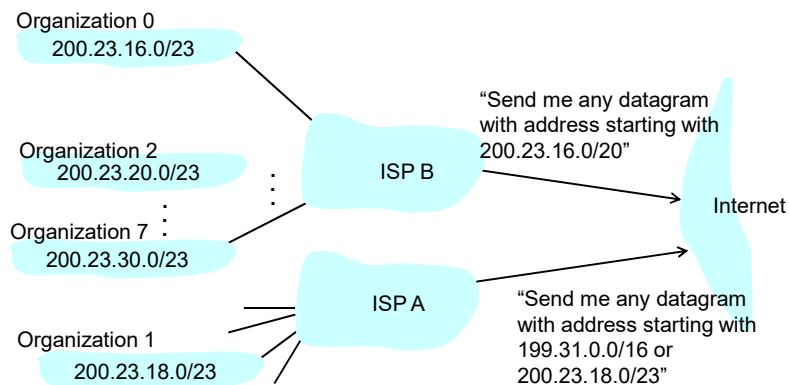 Organization 0
200.23.16.0/23
Organization 2
200.23.20.0/23
Organization 7
200.23.30.0/23
Organization 1
200.23.18.0/23
ISP B
ISP A
“Send me any datagram
with address starting with
200.23.16.0/20”
Internet
“Send me any datagram
with address starting with
199.31.0.0/16 or
200.23.18.0/23”